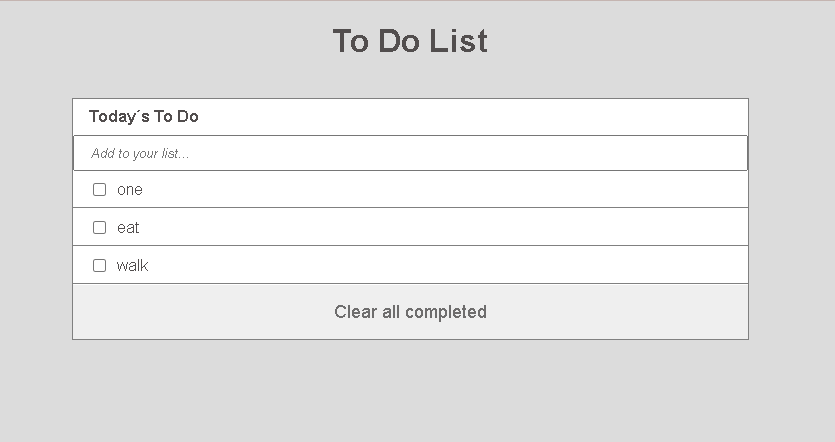 To Do List
Today´s To Do
Add to your list...
one
eat
walk
Clear all completed